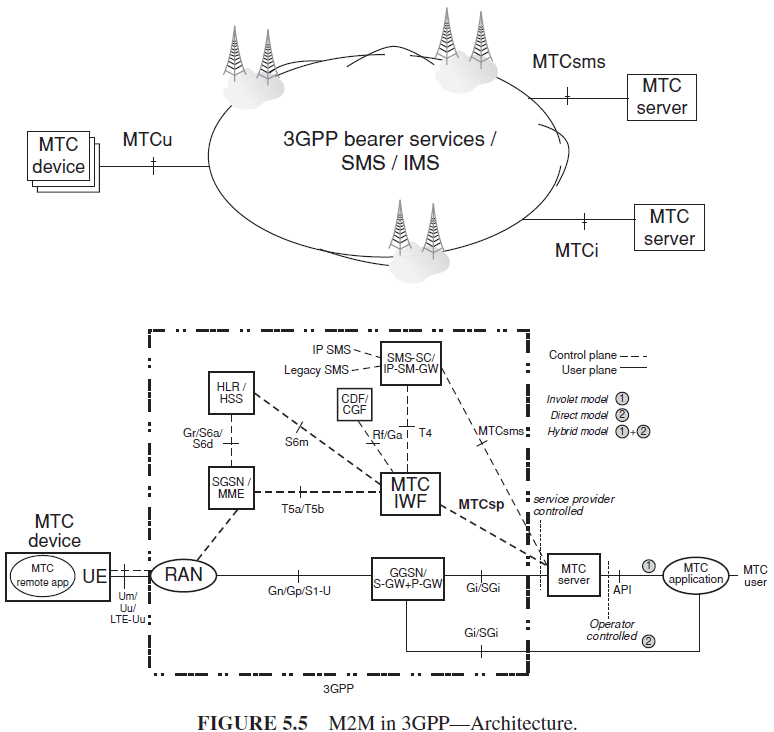 MTCsms
MTC
server
MTC
device
MTCu
3GPP bearer services /
SMS / IMS
MTC
server
MTCi
IP SMS
Legacy SMS
SMS-SC/
IP-SM-GW
Control plane
User plane
HLR /
HSS
CDF/
CGF
Involet model 1
Direct model 2
Hybrid model 1+2
Gr/S6a/
S6d
S6m
Rf/Ga
T4
MTCsms
SGSN /
MME
MTC
IWF
T5a/T5b
MTCsp
service provider
controlled
MTC
device
MTC
remote app
UE
RAN
GGSN/
S-GW+P-GW
MTC
server
1
MTC
application
MTC
user
Um/
Uu/
LTE-Uu
Gn/Gp/S1-U
Gi/SGi
API
Gi/SGi
Operator
controlled
2
3GPP
FIGURE 5.5 M2M in 3GPP—Architecture.